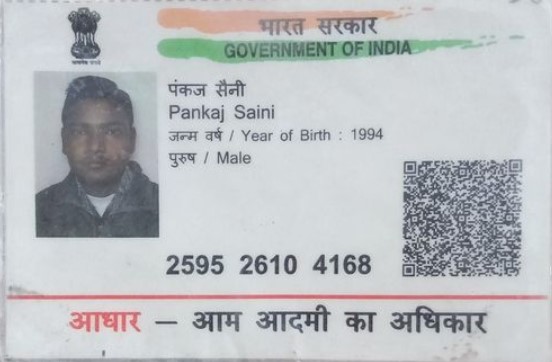 भारत सरकार
GOVERNMENT OF INDIA
पंकज सैनी
Pankaj Saini
जन्म वर्ष / Year of Birth : 1994
पुरुष / Male
2595 2610 4168
आधार – आम आदमी का अधिकार